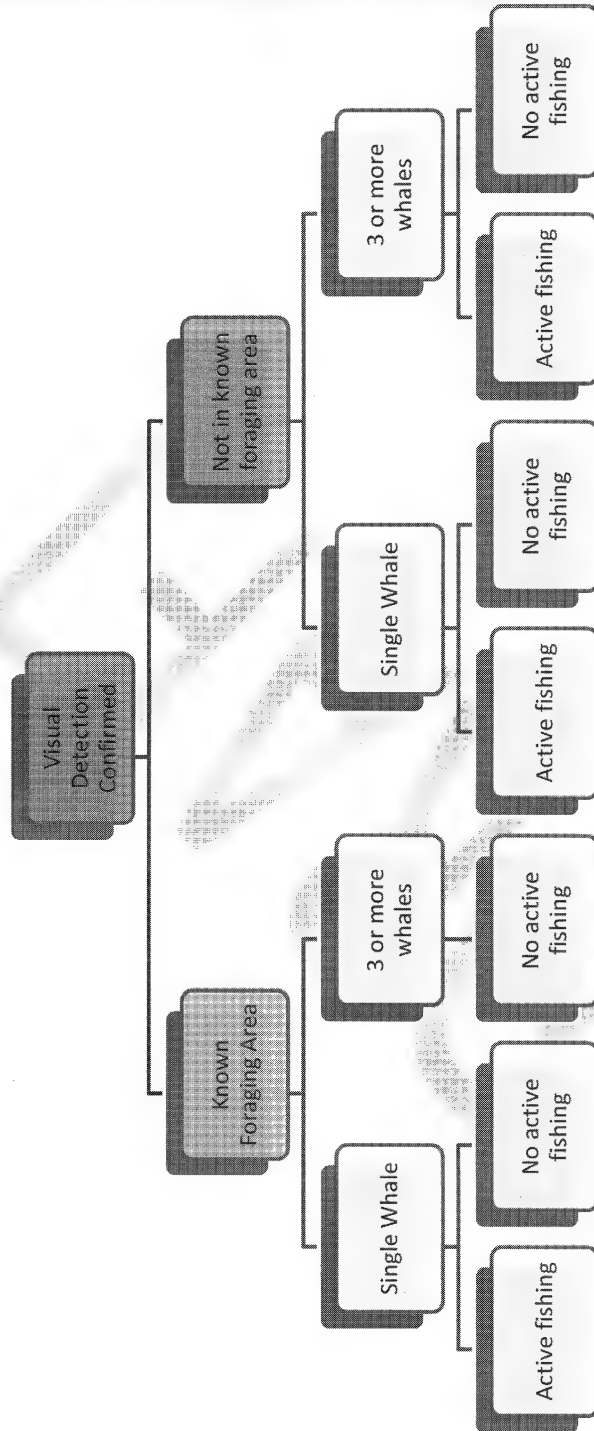 Visual
Detection
Confirmed
Known
Foraging Area
Not in known
foraging area
Single Whale
3 or more
whales
Single Whale
3 or more
whales
Active fishing
No active
fishing
No active
fishing
Active fishing
No active
fishing
Active fishing
No active
fishing